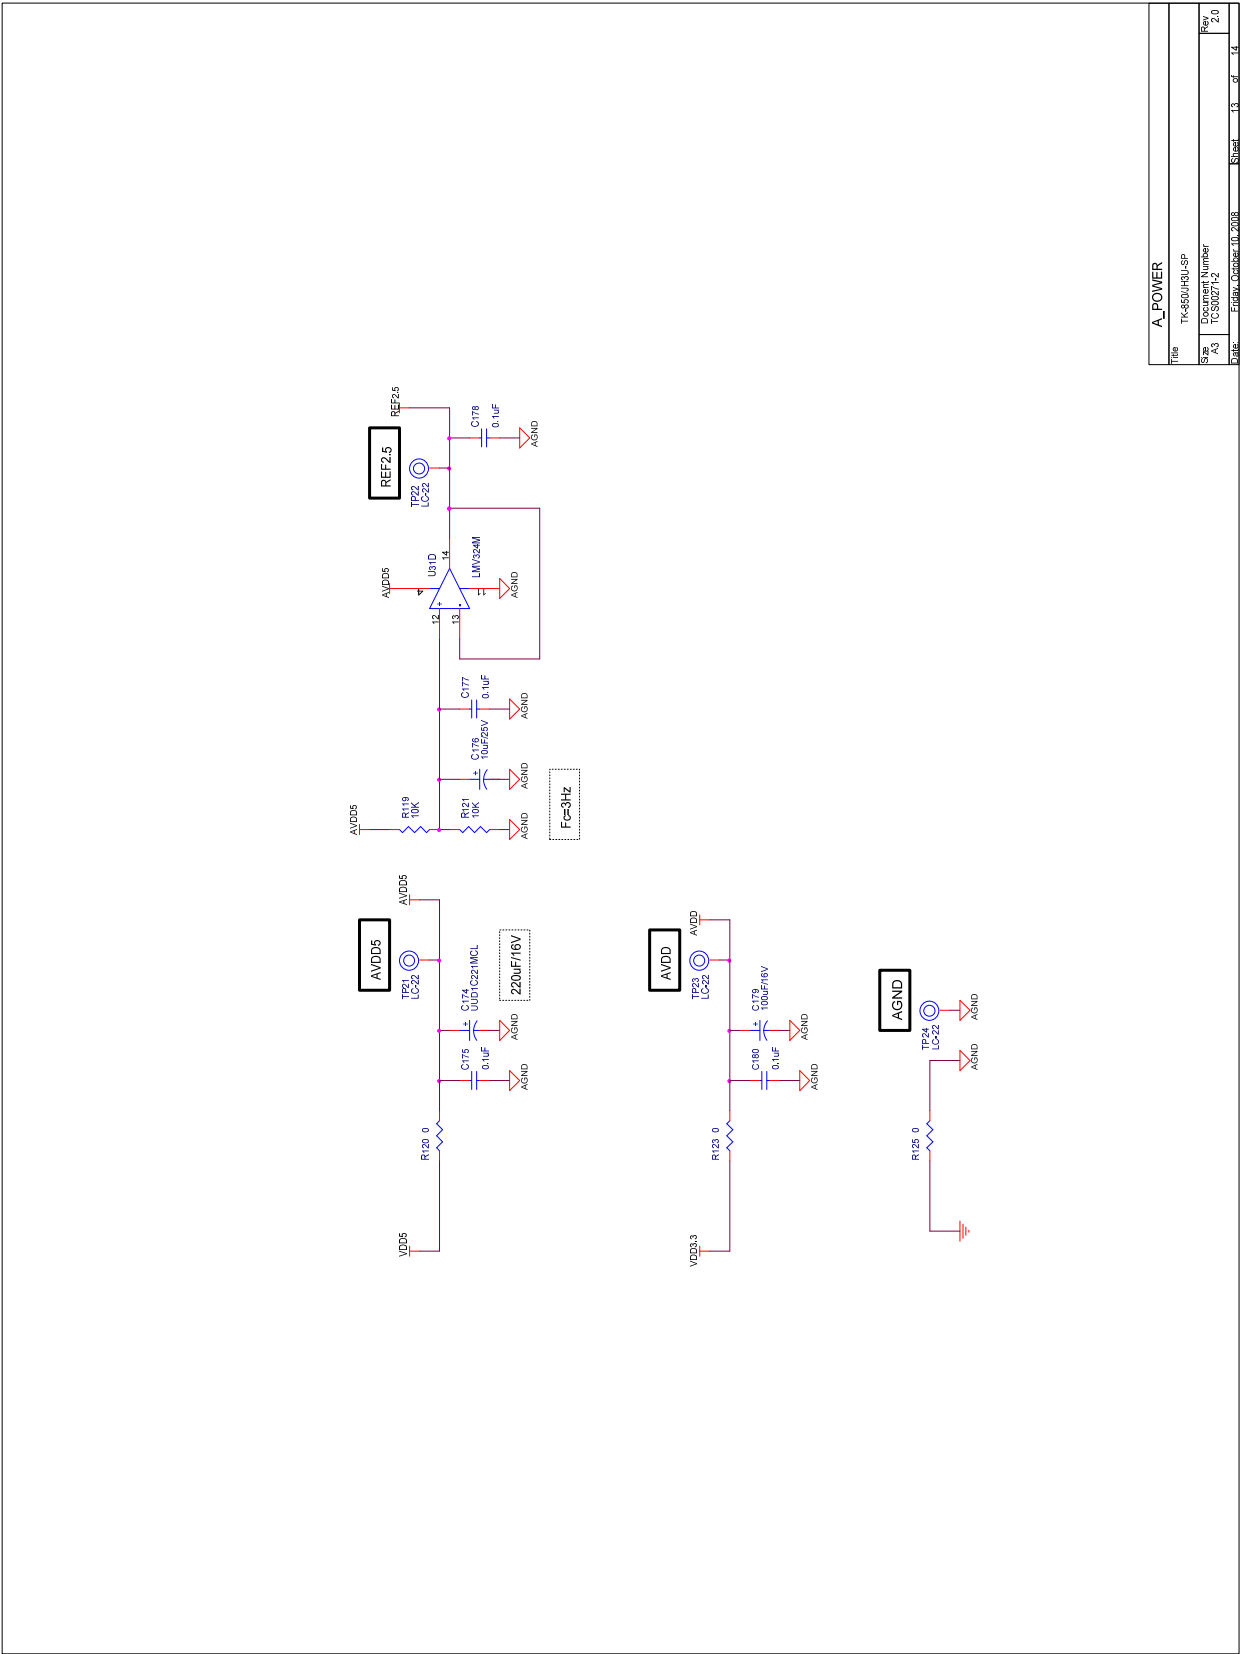 VDD5
R120 0
C175
0.1uF
AGND
C174
UUD1C221MCL
AGND
220uF/16V
TP21
LC-22
AVDD5
AVDD5
AVDD5
R119
10K
R121
10K
AGND
C176
10uF/25V
AGND
C177
0.1uF
AGND
Fc=3Hz
12
13
+
-
AVDD5
4
U31D
14
LMV324M
11
AGND
TP22
LC-22
REF2.5
REF2.5
C178
0.1uF
AGND
VDD3.3
R123 0
C180
0.1uF
AGND
C179
100uF/16V
AGND
TP23
LC-22
AVDD
AVDD
R125 0
AGND
TP24
LC-22
AGND
AGND
A_POWER
Title
TK-850/JH3U-SP
Size
A3
Document Number
TCS00271-2
Rev
2.0
Date:
Friday, October 10, 2008
Sheet
13
of
14